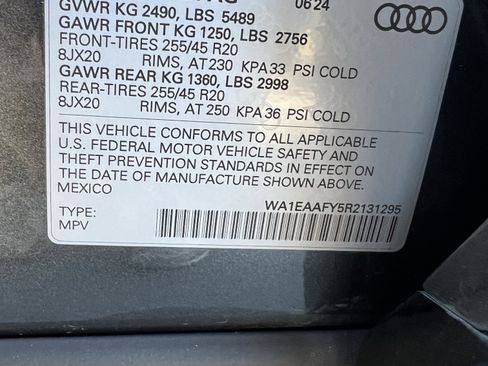 06/24
GVWR KG 2490, LBS 5489
GAWR FRONT KG 1250, LBS 2756
FRONT-TIRES 255/45 R20
8JX20 RIMS, AT 230 KPA 33 PSI COLD
GAWR REAR KG 1360, LBS 2998
REAR-TIRES 255/45 R20
8JX20 RIMS, AT 250 KPA 36 PSI COLD
THIS VEHICLE CONFORMS TO ALL APPLICABLE
U.S. FEDERAL MOTOR VEHICLE SAFETY AND
THEFT PREVENTION STANDARDS IN EFFECT ON
THE DATE OF MANUFACTURE SHOWN ABOVE.
MEXICO
WA1EAAFY5R2131295
TYPE:
MPV